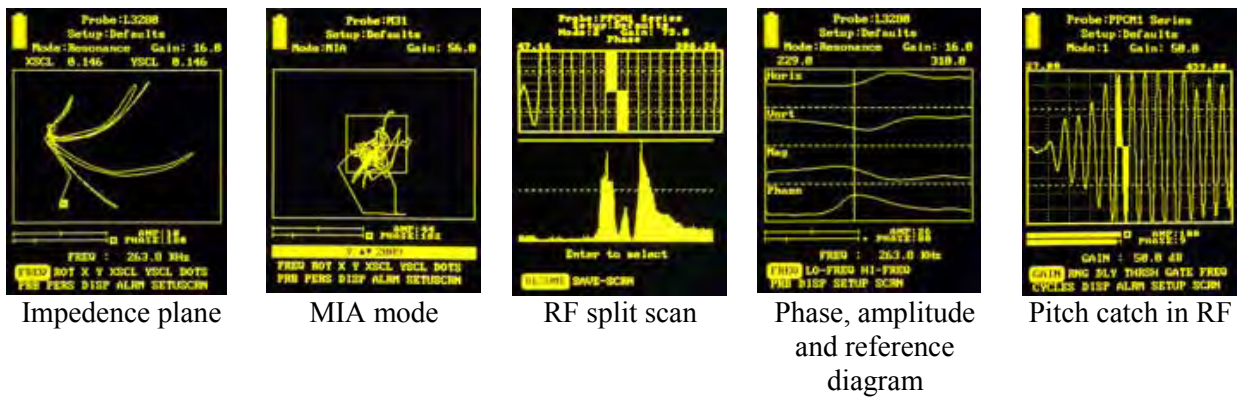 Probe:L3280
Setup:Defaults
Mode:Resonance Gain: 16.0
XSCL 0.146 YSCL 0.146
FREQ : 263.0 KHz
FREQ ROT X Y XSCL YSCL DOTS
PRB PERS DISP ALRM SETUSCRN
Impedence plane
Probe:M31
Setup:Defaults
Mode:MIA Gain: 56.0
FREQ ROT X Y XSCL YSCL DOTS
PRB PERS DISP ALRM SETUSCRN
MIA mode
Setup:Defaults
Phase
Enter to select
SAVE-SCRN
RF split scan
Probe:L3280
Setup:Defaults
Mode:Resonance Gain: 16.0
229.0 310.0
Horiz
Vert
Mag
Phase
FREQ : 263.0 KHz
FREQ LO-FREQ HI-FREQ
PRB DISP SETUP SCRN
Phase, amplitude
and reference
diagram
Probe:PPCM1 Series
Setup:Defaults
Mode:1 Gain: 50.0
GAIN : 50.0 dB
GAIN RNG DLY THRSH GATE FREQ
CYCLES DISP ALRM SETUP SCRN
Pitch catch in RF